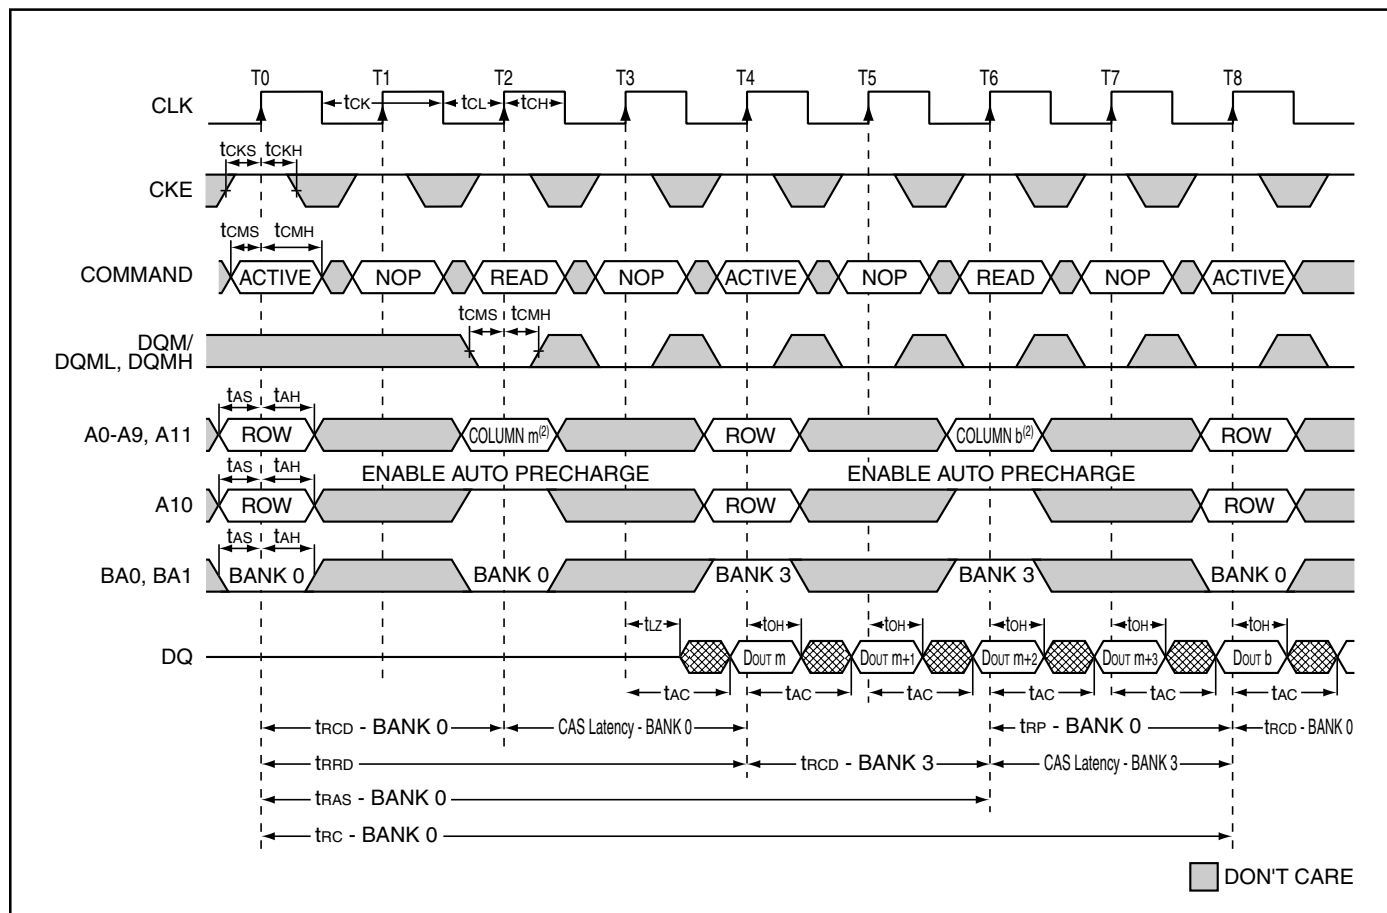 T0 T1 T2 T3 T4 T5 T6 T7 T8
CLK tCK tCL tCH
tCKS tCKH
CKE
tCMS tCMH
COMMAND ACTIVE NOP READ NOP ACTIVE NOP READ NOP ACTIVE
tCMS tCMH
DQM/
DQML, DQMH
tAS tAH
A0-A9, A11 ROW COLUMN m(2) ROW COLUMN b(2) ROW
tAS tAH ENABLE AUTO PRECHARGE ENABLE AUTO PRECHARGE
A10 ROW ROW ROW
tAS tAH
BA0, BA1 BANK 0 BANK 0 BANK 3 BANK 3 BANK 0
tLZ tOH tOH tOH tOH tOH
DQ DOUT m DOUT m+1 DOUT m+2 DOUT m+3 DOUT b
tAC tAC tAC tAC tAC tAC
tRCD - BANK 0 CAS Latency - BANK 0 tRP - BANK 0 tRCD - BANK 0
tRRD tRCD - BANK 3 CAS Latency - BANK 3
tRAS - BANK 0
tRC - BANK 0
DON'T CARE